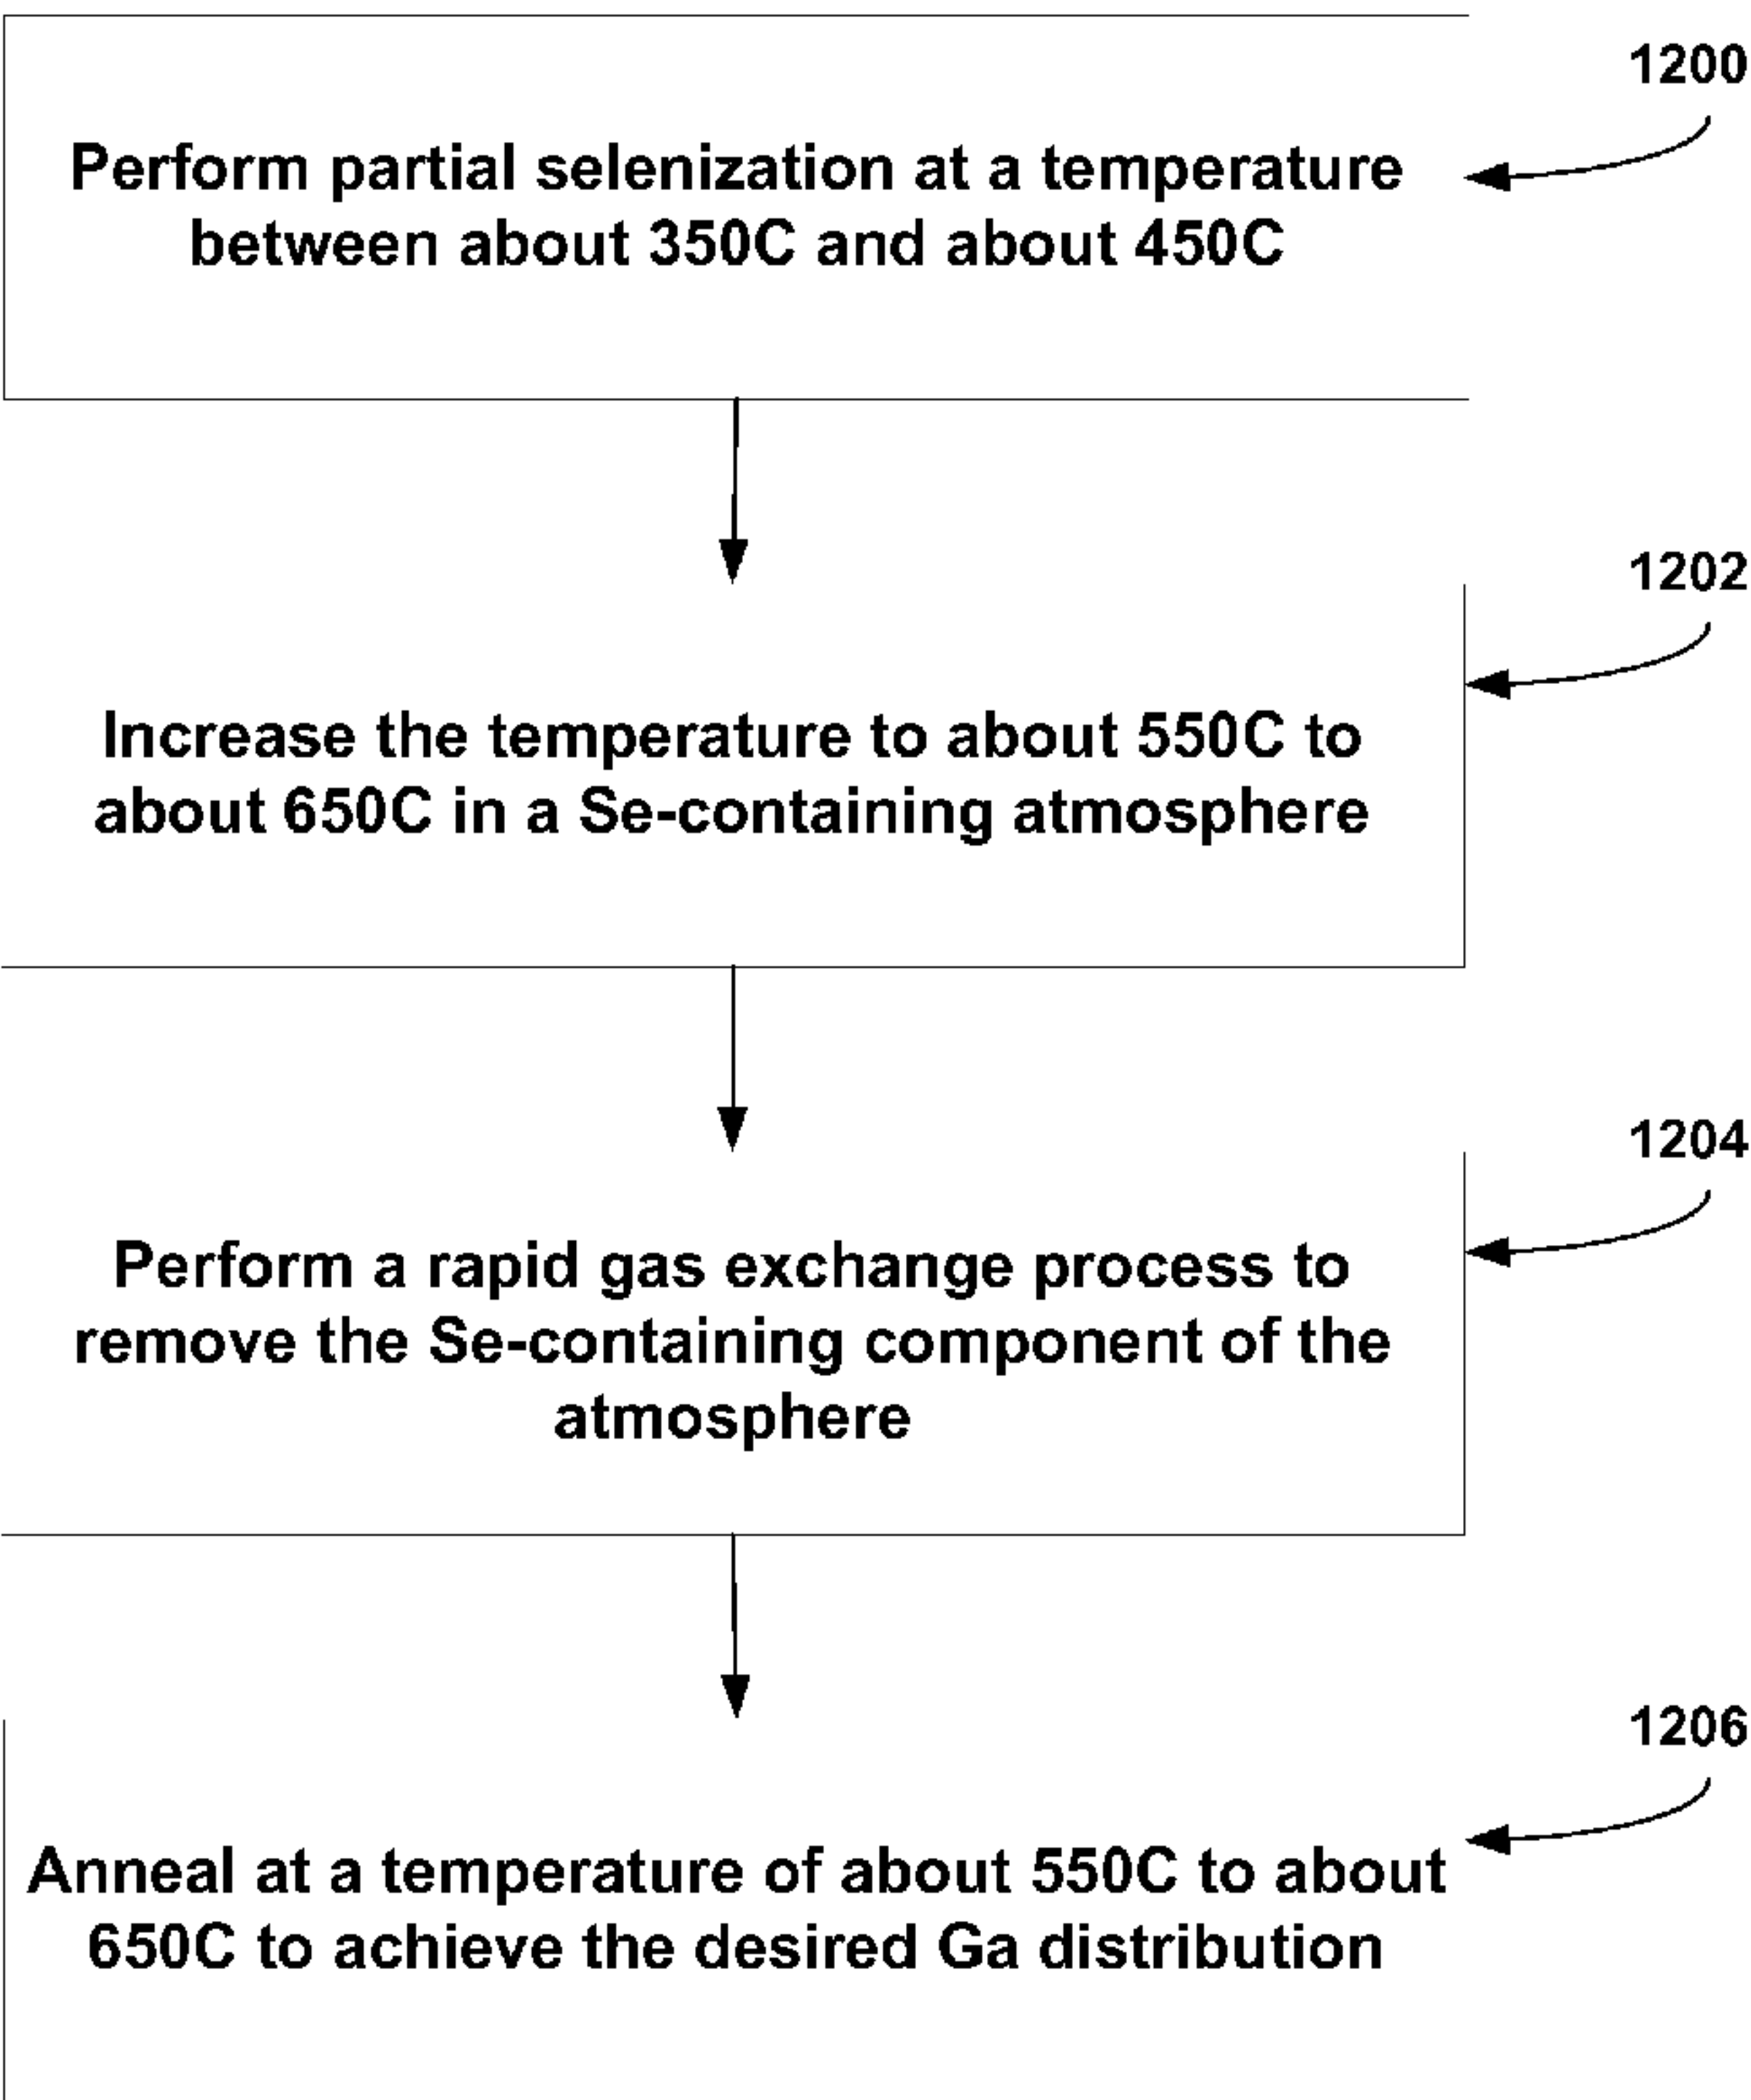 1200
Perform partial selenization at a temperature
between about 350C and about 450C
1202
Increase the temperature to about 550C to
about 650C in a Se-containing atmosphere
1204
Perform a rapid gas exchange process to
remove the Se-containing component of the
atmosphere
1206
Anneal at a temperature of about 550C to about
650C to achieve the desired Ga distribution